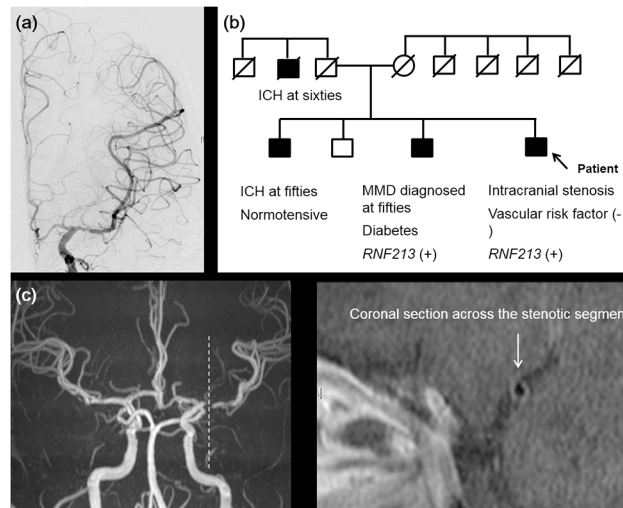 (a)
(b)
ICH at sixties
Patient
ICH at fifties
Normotensive
MMD diagnosed
at fifties
Diabetes
RNF213 (+)
Intracranial stenosis
Vascular risk factor (-
)
RNF213 (+)
(c)
Coronal section across the stenotic segmen